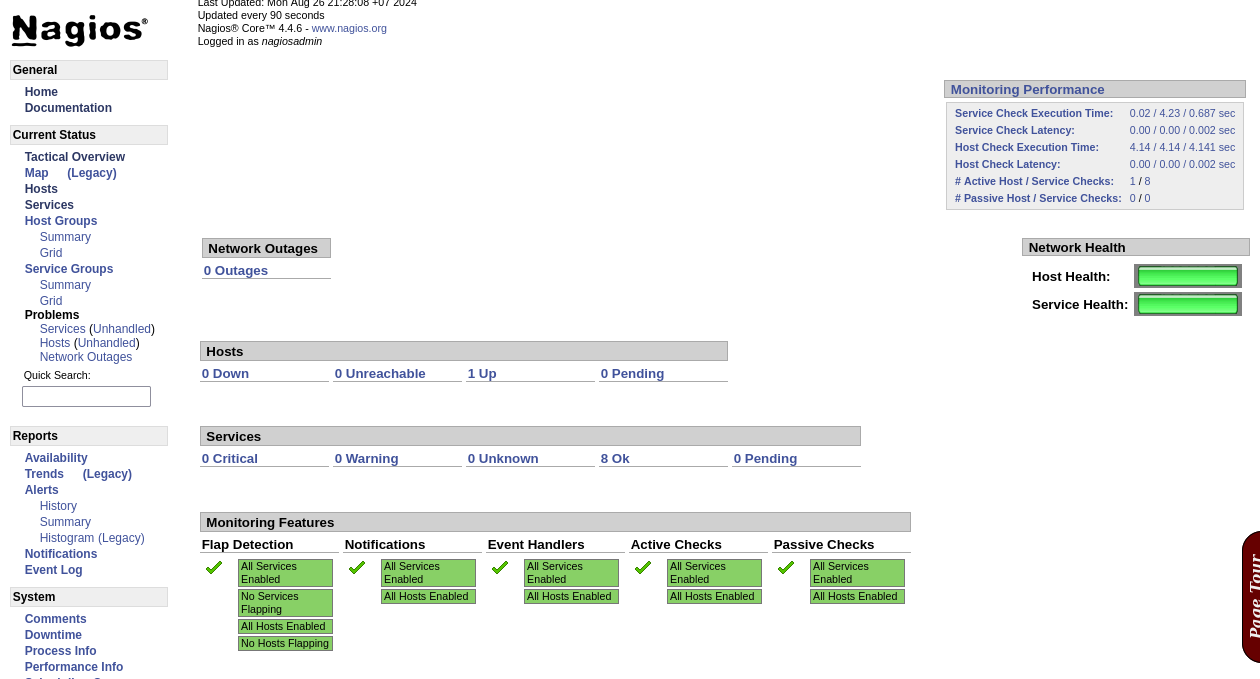 Nagios®
General
Home
Documentation
Current Status
Tactical Overview
Map (Legacy)
Hosts
Services
Host Groups
Summary
Grid
Service Groups
Summary
Grid
Problems
Services (Unhandled)
Hosts (Unhandled)
Network Outages
Quick Search:
Reports
Availability
Trends (Legacy)
Alerts
History
Summary
Histogram (Legacy)
Notifications
Event Log
System
Comments
Downtime
Process Info
Performance Info
Last Updated: Mon Aug 26 21:28:08 +07 2024
Updated every 90 seconds
Nagios® Core™ 4.4.6 - www.nagios.org
Logged in as nagiosadmin
Monitoring Performance
Service Check Execution Time: 0.02 / 4.23 / 0.687 sec
Service Check Latency: 0.00 / 0.00 / 0.002 sec
Host Check Execution Time: 4.14 / 4.14 / 4.141 sec
Host Check Latency: 0.00 / 0.00 / 0.002 sec
# Active Host / Service Checks: 1 / 8
# Passive Host / Service Checks: 0 / 0
Network Outages
0 Outages
Network Health
Host Health:
Service Health:
Hosts
0 Down 0 Unreachable 1 Up 0 Pending
Services
0 Critical 0 Warning 0 Unknown 8 Ok 0 Pending
Monitoring Features
Flap Detection Notifications Event Handlers Active Checks Passive Checks
All Services Enabled
No Services Flapping
All Hosts Enabled
No Hosts Flapping
All Services Enabled
All Hosts Enabled
All Services Enabled
All Hosts Enabled
All Services Enabled
All Hosts Enabled
All Services Enabled
All Hosts Enabled
Page Tour